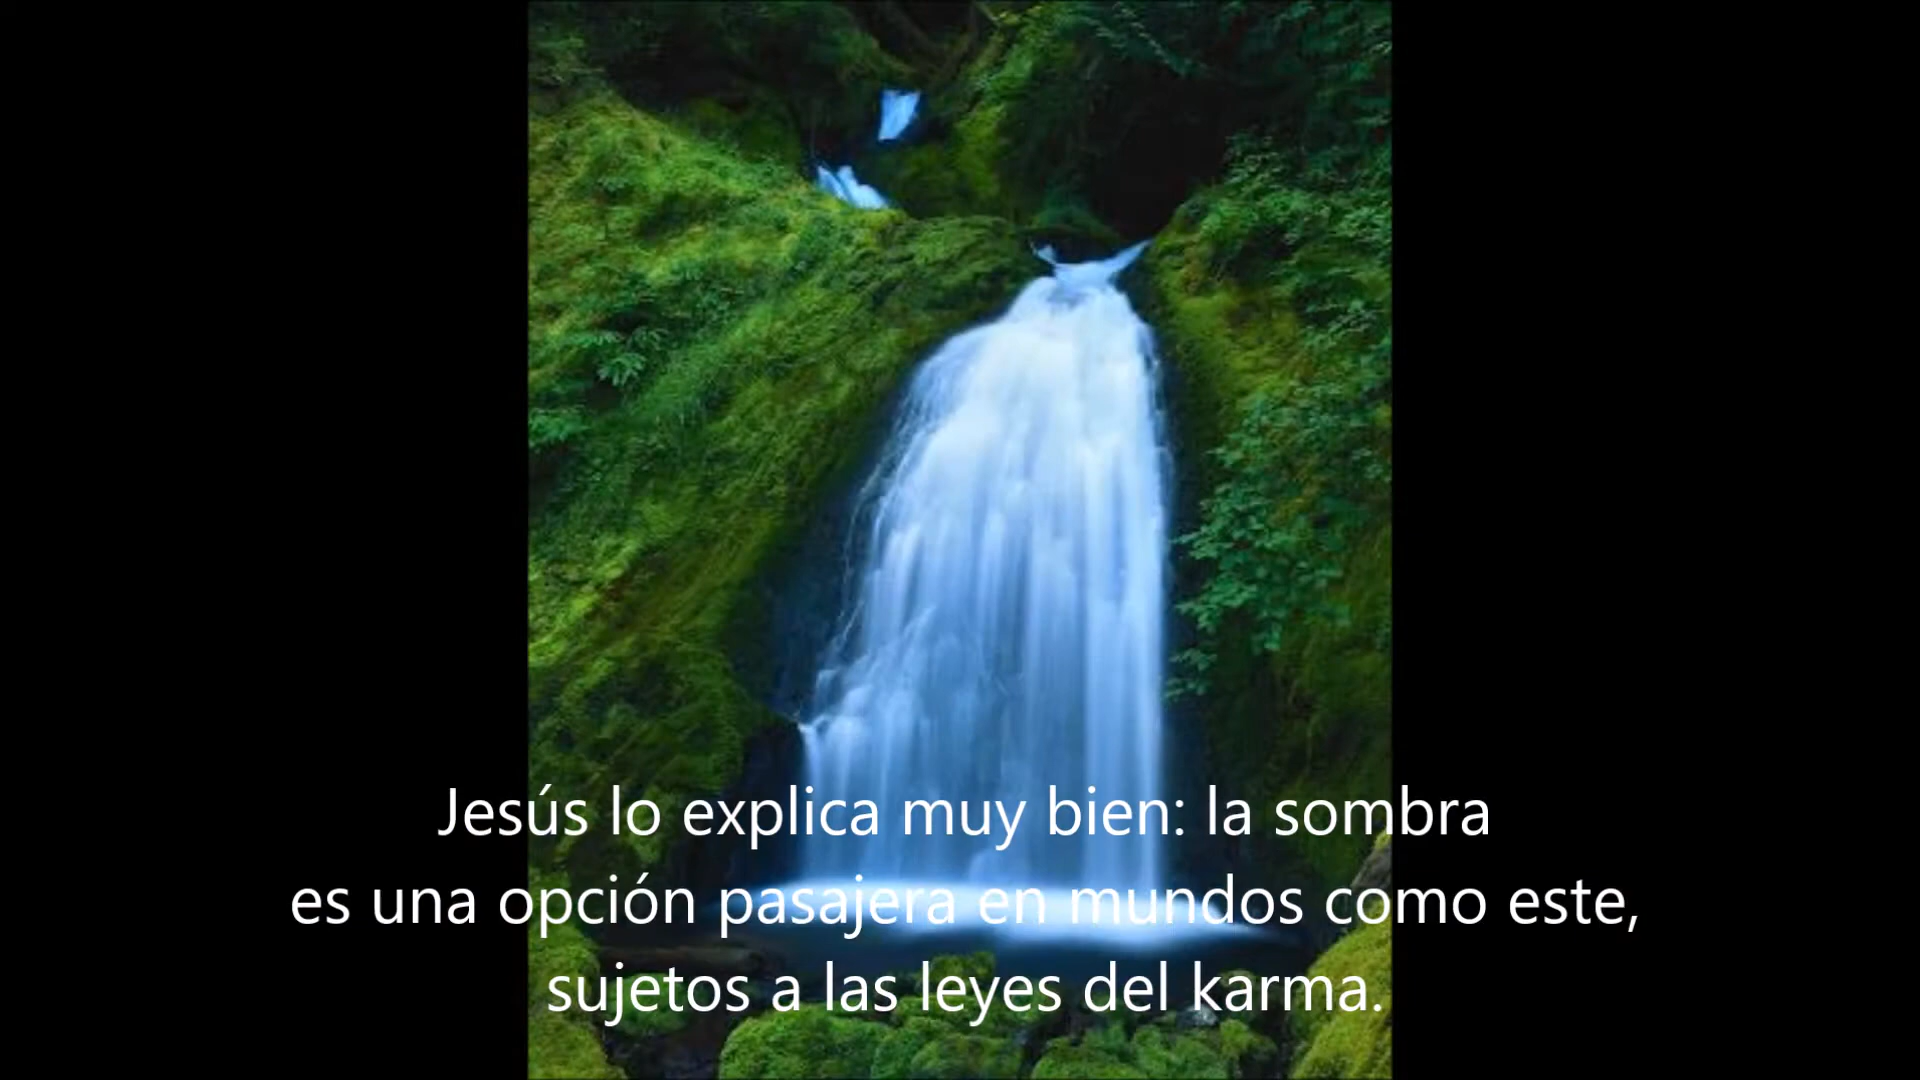 Jesús lo explica muy bien: la sombra
es una opción pasajera en mundos como este,
sujetos a las leyes del karma.